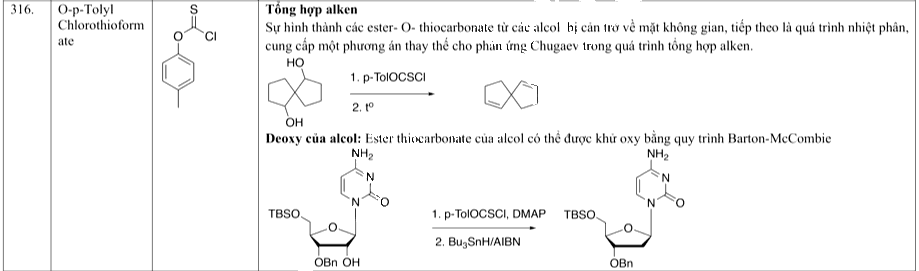 316.
O-p-Tolyl
Chlorothioform
ate
S
O
Cl
Tổng hợp alken
Sự hình thành các ester- O- thiocarbonate từ các alcol bị cản trở về mặt không gian, tiếp theo là quá trình nhiệt phân,
cung cấp một phương án thay thế cho phản ứng Chugaev trong quá trình tổng hợp alken.
HO
OH
1. p-TolOCSCl
2. tº
Deoxy của alcol: Ester thiocarbonate của alcol có thể được khử oxy bằng quy trình Barton-McCombie
NH2
N
N
O
TBSO
O
OBn OH
1. p-TolOCSCl, DMAP
2. Bu3SnH/AIBN
NH2
N
N
O
TBSO
O
OBn